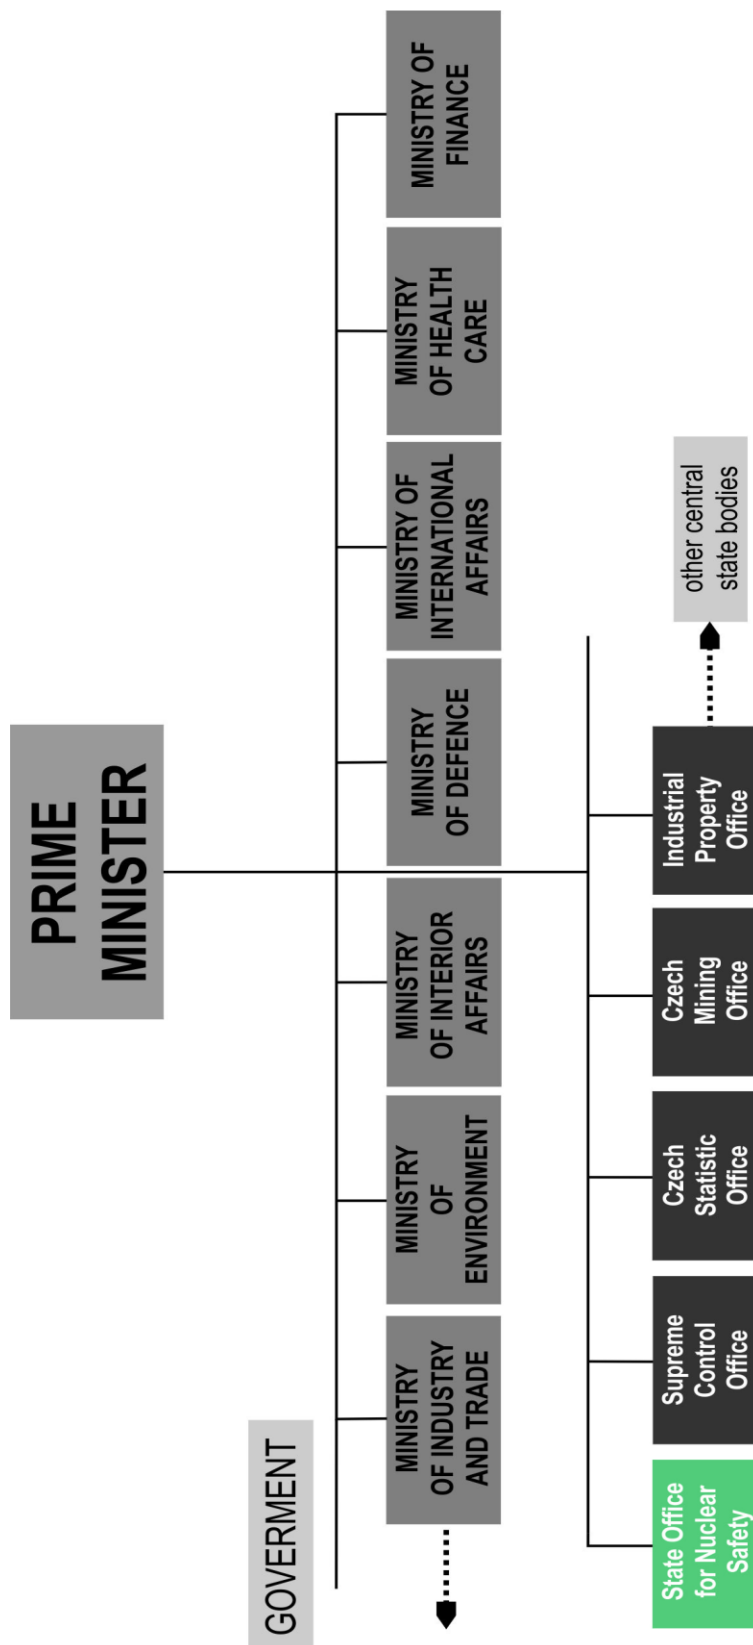 PRIME
MINISTER
GOVERMENT
MINISTRY
OF INDUSTRY
AND TRADE
MINISTRY
OF
ENVIRONMENT
MINISTRY
OF INTERIOR
AFFAIRS
MINISTRY
OF DEFENCE
MINISTRY OF
INTERNATIONAL
AFFAIRS
MINISTRY
OF HEALTH
CARE
MINISTRY OF
FINANCE
State Office
for Nuclear
Safety
Supreme
Control
Office
Czech
Statistic
Office
Czech
Mining
Office
Industrial
Property
Office
other central
state bodies